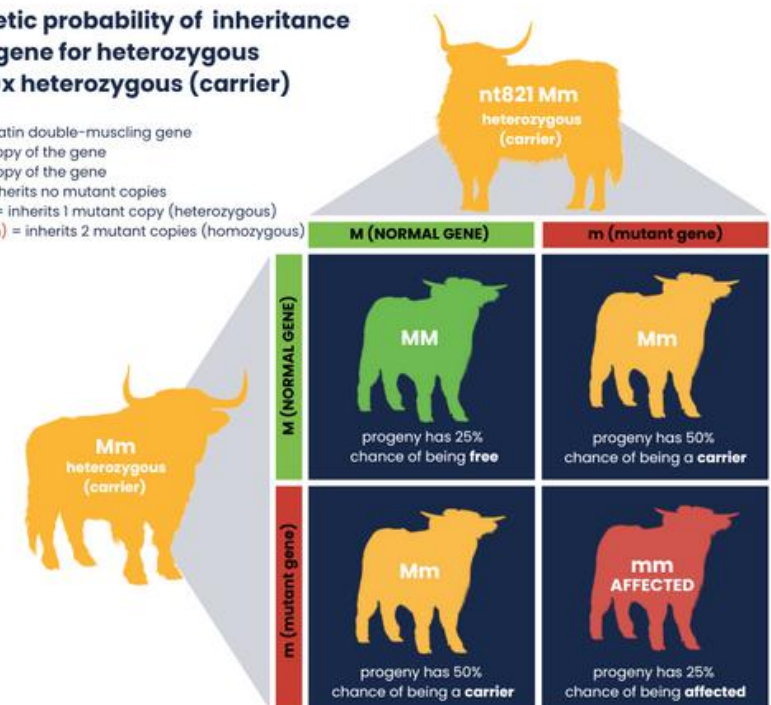 etic probability of inheritance
gene for heterozygous
x heterozygous (carrier)
atin double-muscling gene
opy of the gene
opy of the gene
herits no mutant copies
= inherits 1 mutant copy (heterozygous)
) = inherits 2 mutant copies (homozygous)
nt821 Mm
heterozygous
(carrier)
M (NORMAL GENE)
m (mutant gene)
M (NORMAL GENE)
MM
progeny has 25%
chance of being free
Mm
progeny has 50%
chance of being a carrier
Mm
heterozygous
(carrier)
m (mutant gene)
Mm
progeny has 50%
chance of being a carrier
mm
AFFECTED
progeny has 25%
chance of being affected